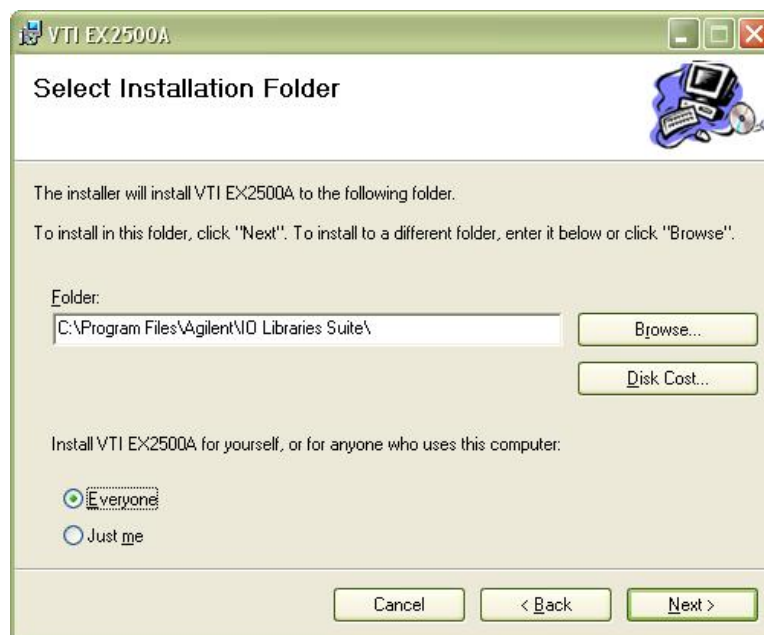 VTI EX2500A
Select Installation Folder
The installer will install VTI EX2500A to the following folder.
To install in this folder, click "Next". To install to a different folder, enter it below or click "Browse".
Folder:
C:\Program Files\Agilent\IO Libraries Suite\
Browse...
Disk Cost...
Install VTI EX2500A for yourself, or for anyone who uses this computer:
Everyone
Just me
Cancel
< Back
Next >